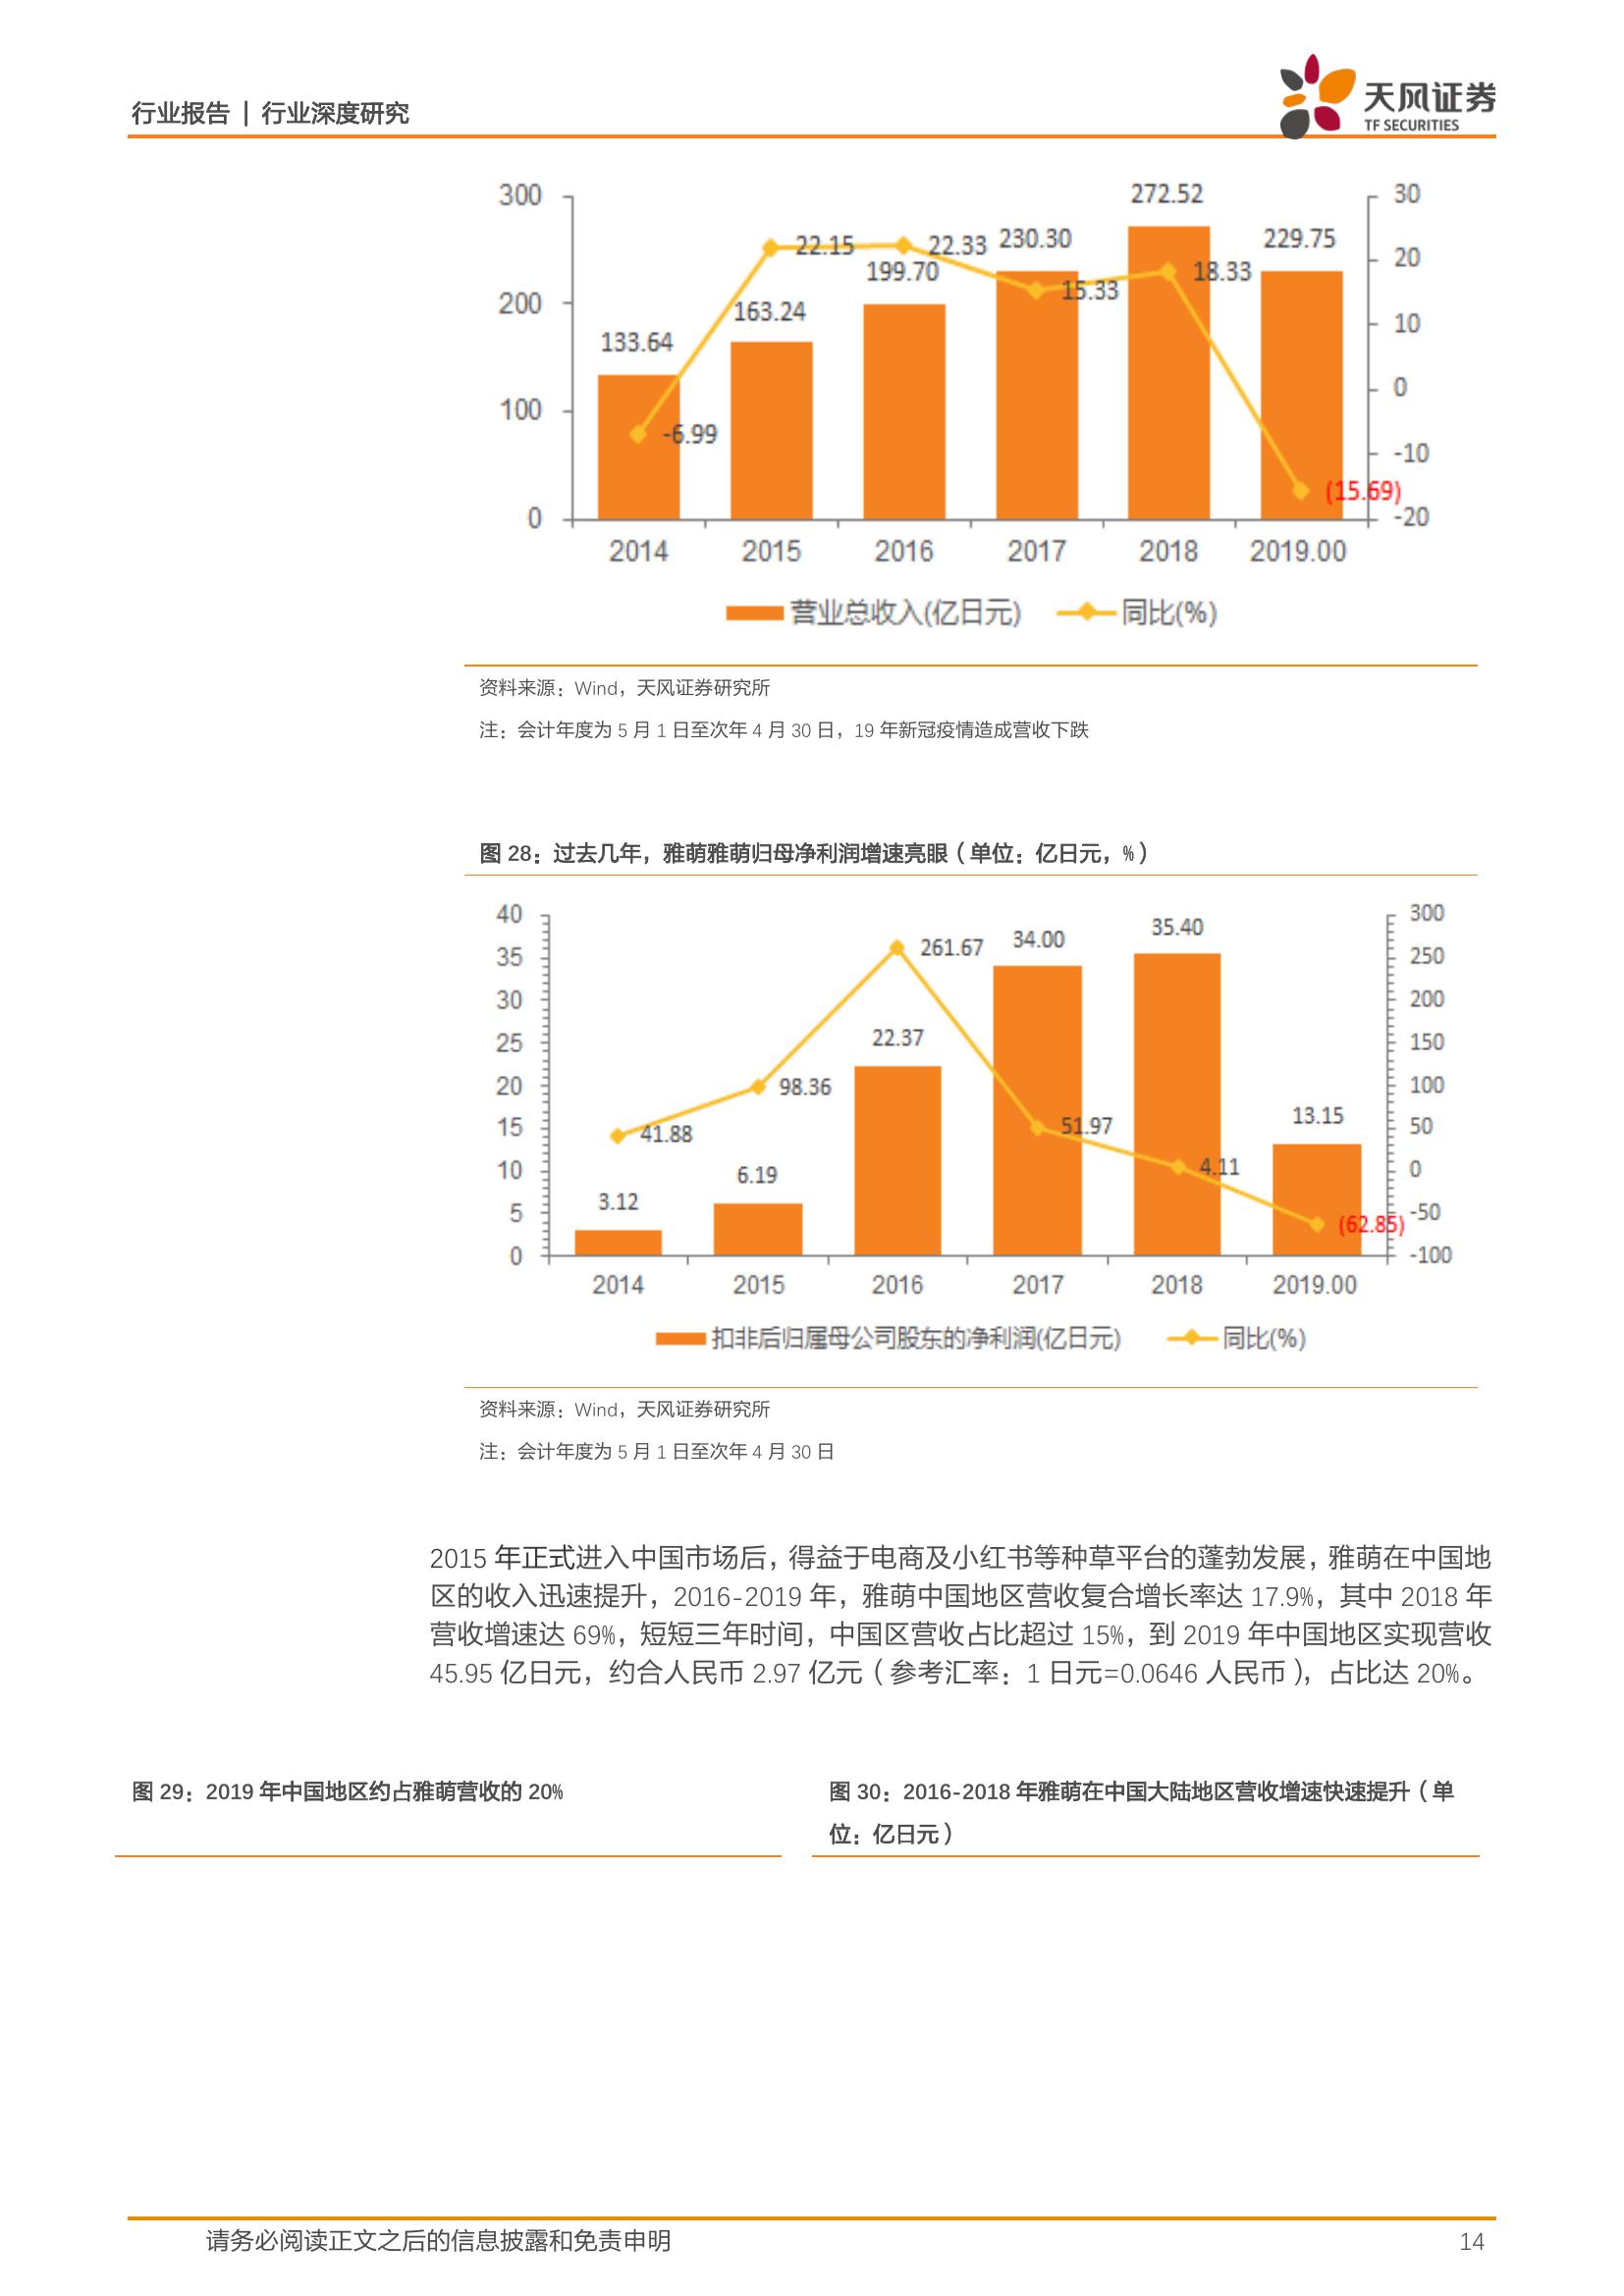 行业报告 | 行业深度研究
天风证券
TF SECURITIES
300
200
100
0
30
20
10
0
-10
-20
133.64
163.24
199.70
230.30
272.52
229.75
-6.99
22.15
22.33
15.33
18.33
(15.69)
2014 2015 2016 2017 2018 2019.00
营业总收入(亿日元) 同比(%)
资料来源：Wind，天风证券研究所
注：会计年度为 5 月 1 日至次年 4 月 30 日，19 年新冠疫情造成营收下跌
图 28：过去几年，雅萌雅萌归母净利润增速亮眼（单位：亿日元，%）
40
35
30
25
20
15
10
5
0
300
250
200
150
100
50
0
-50
-100
3.12
6.19
22.37
34.00
35.40
13.15
41.88
98.36
261.67
51.97
4.11
(62.85)
2014 2015 2016 2017 2018 2019.00
扣非后归属母公司股东的净利润(亿日元) 同比(%)
资料来源：Wind，天风证券研究所
注：会计年度为 5 月 1 日至次年 4 月 30 日
2015 年正式进入中国市场后，得益于电商及小红书等种草平台的蓬勃发展，雅萌在中国地
区的收入迅速提升，2016-2019 年，雅萌中国地区营收复合增长率达 17.9%，其中 2018 年
营收增速达 69%，短短三年时间，中国区营收占比超过 15%，到 2019 年中国地区实现营收
45.95 亿日元，约合人民币 2.97 亿元（参考汇率：1 日元=0.0646 人民币），占比达 20%。
图 29：2019 年中国地区约占雅萌营收的 20%
图 30：2016-2018 年雅萌在中国大陆地区营收增速快速提升（单
位：亿日元）
请务必阅读正文之后的信息披露和免责申明
14